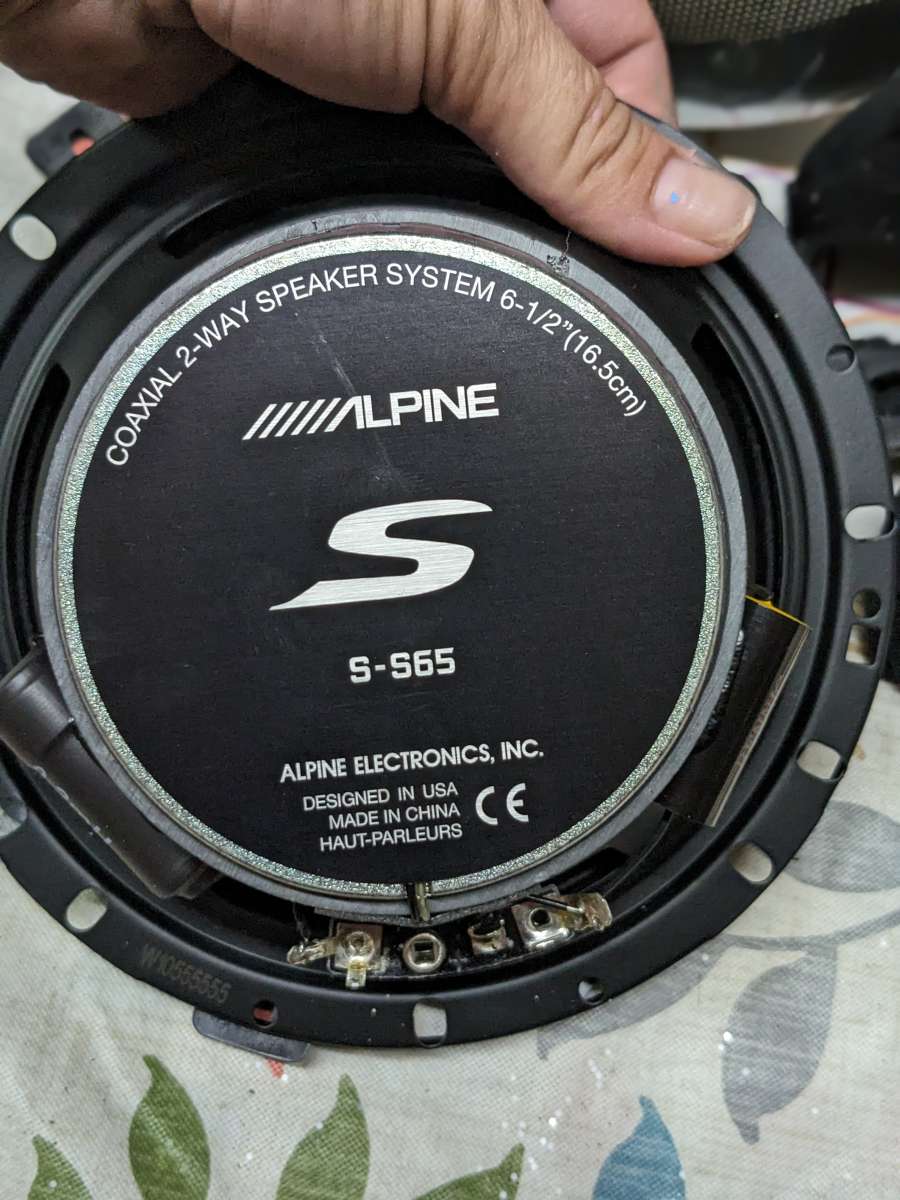 COAXIAL 2-WAY SPEAKER SYSTEM 6-1/2"(16.5cm)
ALPINE
S
S-S65
ALPINE ELECTRONICS, INC.
DESIGNED IN USA
MADE IN CHINA
HAUT-PARLEURS
CE
W10555555